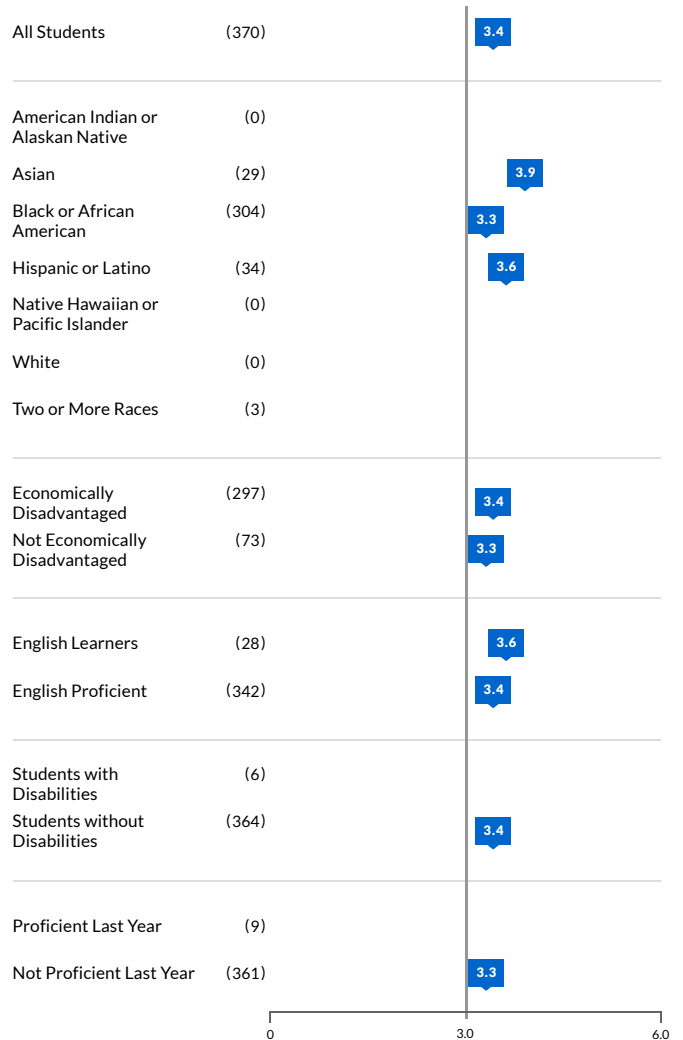 All Students (370) 3.4
American Indian or (0)
Alaskan Native
Asian (29) 3.9
Black or African (304) 3.3
American
Hispanic or Latino (34) 3.6
Native Hawaiian or (0)
Pacific Islander
White (0)
Two or More Races (3)
Economically (297) 3.4
Disadvantaged
Not Economically (73) 3.3
Disadvantaged
English Learners (28) 3.6
English Proficient (342) 3.4
Students with (6)
Disabilities
Students without (364) 3.4
Disabilities
Proficient Last Year (9)
Not Proficient Last Year (361) 3.3
0 3.0 6.0